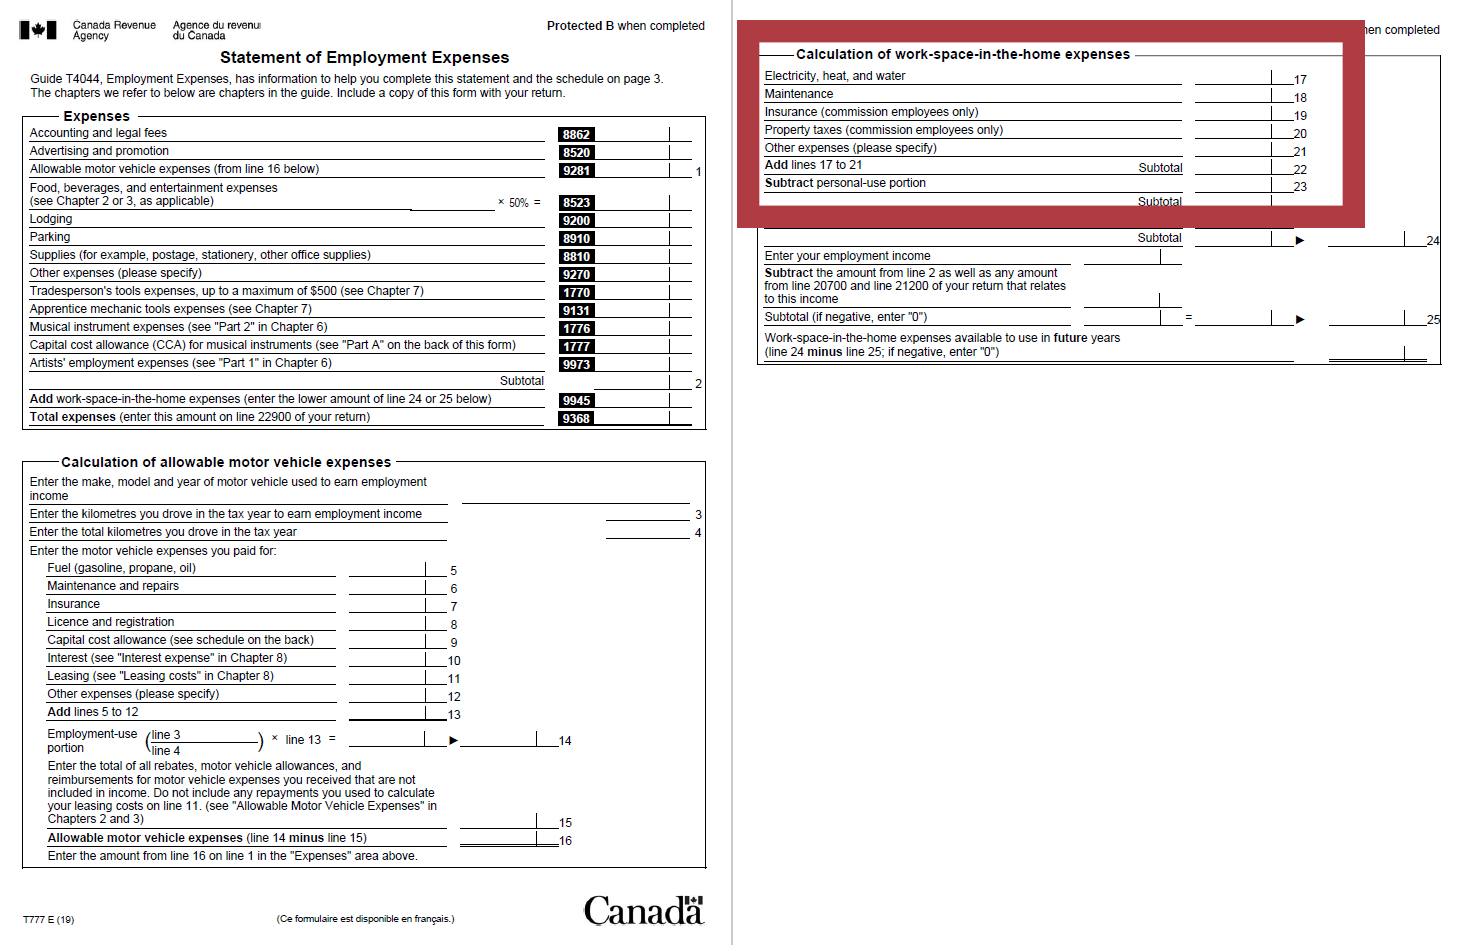 Canada Revenue Agence du revenu
Agency du Canada
Protected B when completed
Statement of Employment Expenses
Guide T4044, Employment Expenses, has information to help you complete this statement and the schedule on page 3.
The chapters we refer to below are chapters in the guide. Include a copy of this form with your return.
Expenses
Accounting and legal fees 8862
Advertising and promotion 8520
Allowable motor vehicle expenses (from line 16 below) 9281 1
Food, beverages, and entertainment expenses
(see Chapter 2 or 3, as applicable) × 50% = 8523
Lodging 9200
Parking 8910
Supplies (for example, postage, stationery, other office supplies) 8810
Other expenses (please specify) 9270
Tradesperson's tools expenses, up to a maximum of $500 (see Chapter 7) 1770
Apprentice mechanic tools expenses (see Chapter 7) 9131
Musical instrument expenses (see "Part 2" in Chapter 6) 1776
Capital cost allowance (CCA) for musical instruments (see "Part A" on the back of this form) 1777
Artists' employment expenses (see "Part 1" in Chapter 6) 9973
Subtotal 2
Add work-space-in-the-home expenses (enter the lower amount of line 24 or 25 below) 9945
Total expenses (enter this amount on line 22900 of your return) 9368
Calculation of allowable motor vehicle expenses
Enter the make, model and year of motor vehicle used to earn employment
income
Enter the kilometres you drove in the tax year to earn employment income 3
Enter the total kilometres you drove in the tax year 4
Enter the motor vehicle expenses you paid for:
Fuel (gasoline, propane, oil) 5
Maintenance and repairs 6
Insurance 7
Licence and registration 8
Capital cost allowance (see schedule on the back) 9
Interest (see "Interest expense" in Chapter 8) 10
Leasing (see "Leasing costs" in Chapter 8) 11
Other expenses (please specify) 12
Add lines 5 to 12 13
Employment-use (line 3 ) × line 13 = 14
portion line 4
Enter the total of all rebates, motor vehicle allowances, and
reimbursements for motor vehicle expenses you received that are not
included in income. Do not include any repayments you used to calculate
your leasing costs on line 11. (see "Allowable Motor Vehicle Expenses" in
Chapters 2 and 3) 15
Allowable motor vehicle expenses (line 14 minus line 15) 16
Enter the amount from line 16 on line 1 in the "Expenses" area above.
T777 E (19)
(Ce formulaire est disponible en français.)
Canada
en completed
Calculation of work-space-in-the-home expenses
Electricity, heat, and water 17
Maintenance 18
Insurance (commission employees only) 19
Property taxes (commission employees only) 20
Other expenses (please specify) 21
Add lines 17 to 21 Subtotal 22
Subtract personal-use portion 23
Subtotal
Subtotal 24
Enter your employment income
Subtract the amount from line 2 as well as any amount
from line 20700 and line 21200 of your return that relates
to this income
Subtotal (if negative, enter "0") = 25
Work-space-in-the-home expenses available to use in future years
(line 24 minus line 25; if negative, enter "0")